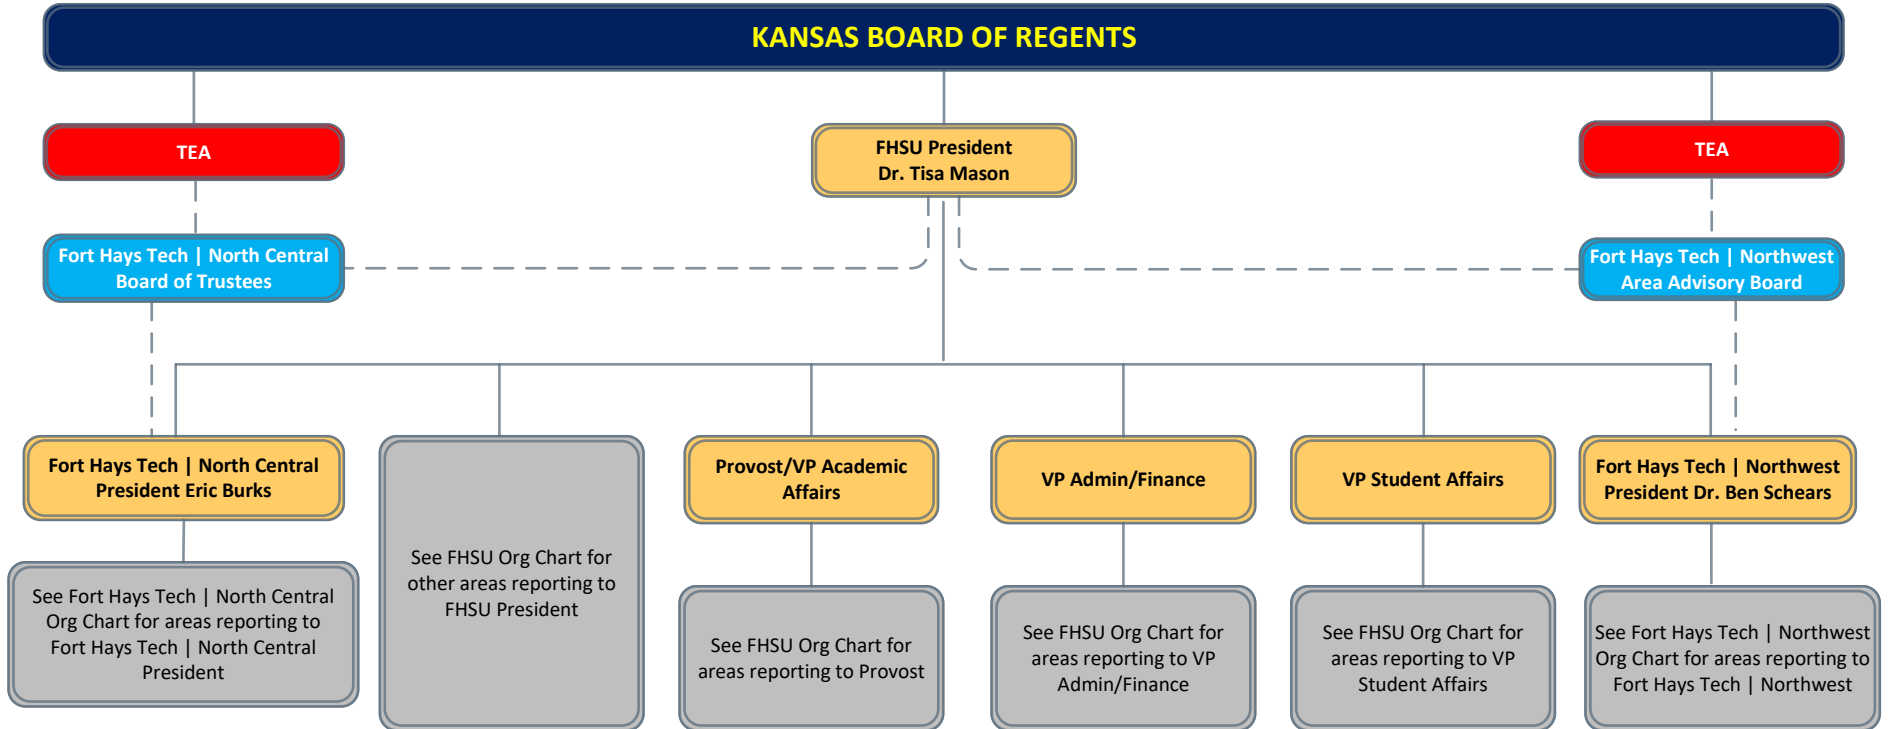 KANSAS BOARD OF REGENTS
TEA
FHSU President
Dr. Tisa Mason
TEA
Fort Hays Tech | North Central
Board of Trustees
Fort Hays Tech | Northwest
Area Advisory Board
Fort Hays Tech | North Central
President Eric Burks
See FHSU Org Chart for
other areas reporting to
FHSU President
Provost/VP Academic
Affairs
VP Admin/Finance
VP Student Affairs
Fort Hays Tech | Northwest
President Dr. Ben Schears
See Fort Hays Tech | North Central
Org Chart for areas reporting to
Fort Hays Tech | North Central
President
See FHSU Org Chart for
areas reporting to Provost
See FHSU Org Chart for
areas reporting to VP
Admin/Finance
See FHSU Org Chart for
areas reporting to VP
Student Affairs
See Fort Hays Tech | Northwest
Org Chart for areas reporting to
Fort Hays Tech | Northwest